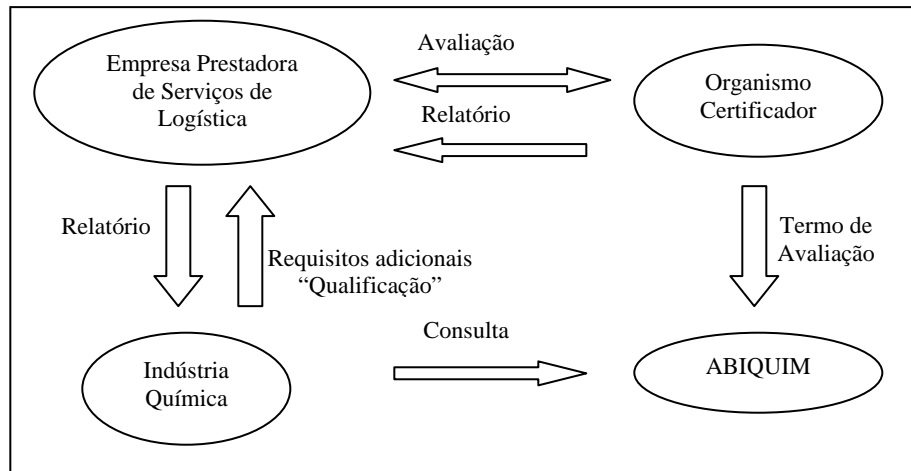 Avaliação
Empresa Prestadora
de Serviços de
Logística
Organismo
Certificador
Relatório
Relatório
Requisitos adicionais
“Qualificação”
Termo de
Avaliação
Consulta
Indústria
Química
ABIQUIM